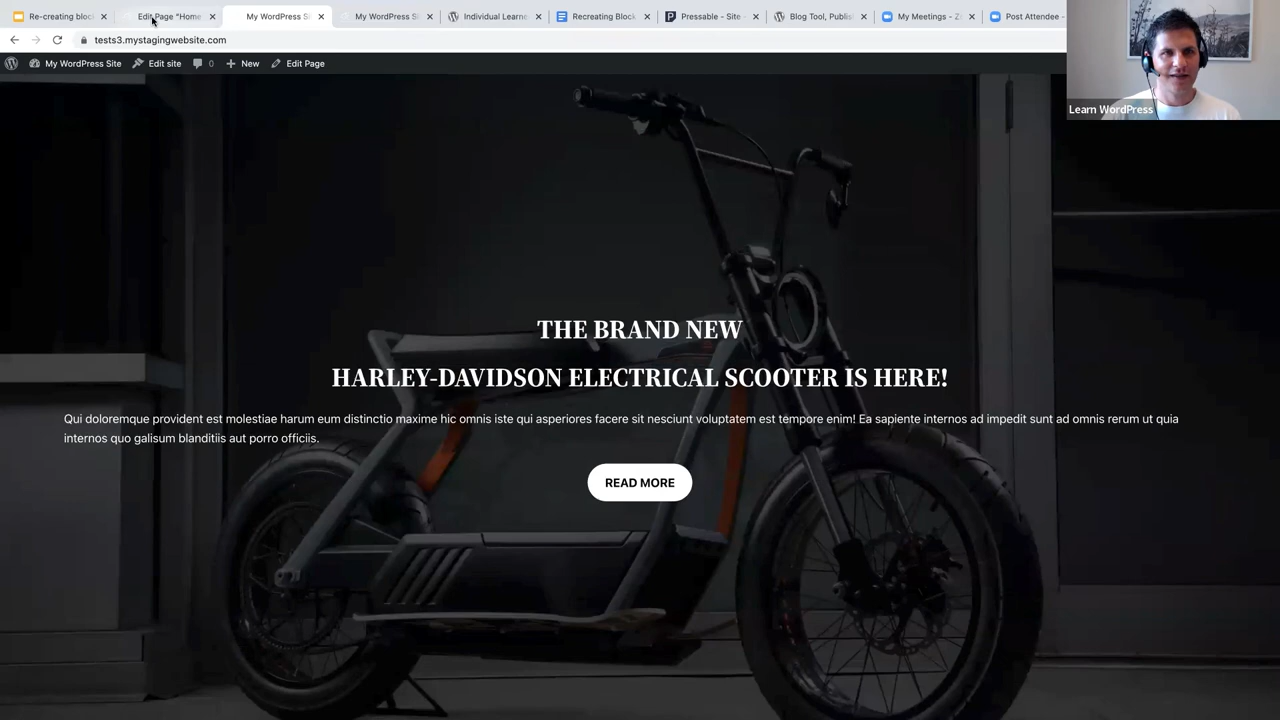 Re-creating bloc
Edit Page "Home
My WordPress Si
My WordPress Si
Individual Learne
Recreating Block
Pressable - Site
Blog Tool, Publis
My Meetings - Z
Post Attendee -
tests3.mystagingwebsite.com
My WordPress Site
Edit site
0
New
Edit Page
Learn WordPress
THE BRAND NEW
HARLEY-DAVIDSON ELECTRICAL SCOOTER IS HERE!
Qui doloremque provident est molestiae harum eum distinctio maxime hic omnis iste qui asperiores facere sit nesciunt voluptatem est tempore enim! Ea sapiente internos ad impedit sunt ad omnis rerum ut quia
internos quo galisum blanditiis aut porro officiis.
READ MORE